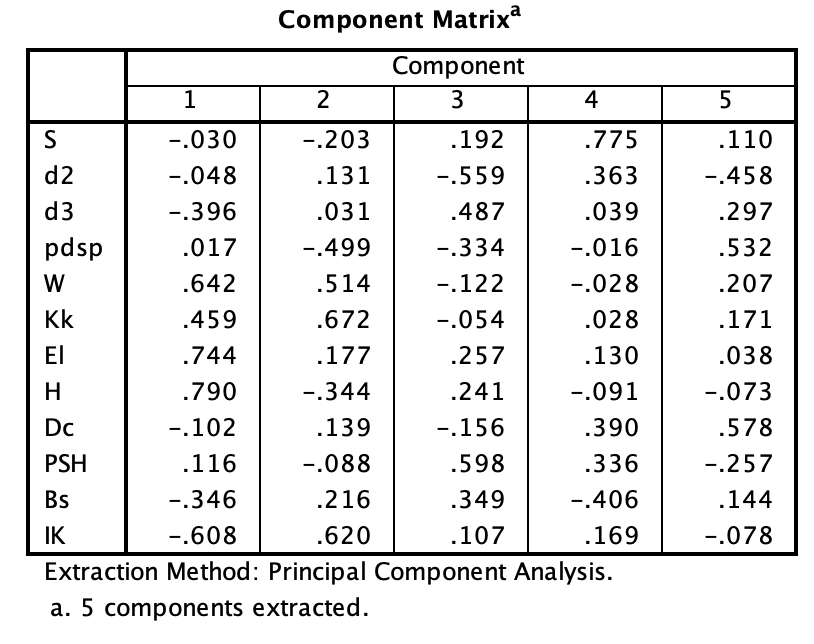 Component Matrixa
Component
1 2 3 4 5
S -.030 -.203 .192 .775 .110
d2 -.048 .131 -.559 .363 -.458
d3 -.396 .031 .487 .039 .297
pdsp .017 -.499 -.334 -.016 .532
W .642 .514 -.122 -.028 .207
Kk .459 .672 -.054 .028 .171
El .744 .177 .257 .130 .038
H .790 -.344 .241 -.091 -.073
Dc -.102 .139 -.156 .390 .578
PSH .116 -.088 .598 .336 -.257
Bs -.346 .216 .349 -.406 .144
IK -.608 .620 .107 .169 -.078
Extraction Method: Principal Component Analysis.
a. 5 components extracted.